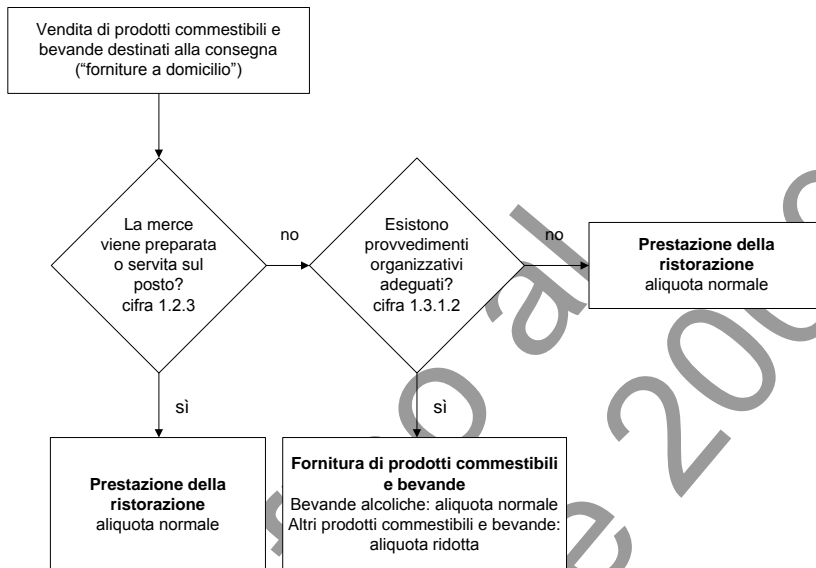 Vendita di prodotti commestibili e
bevande destinati alla consegna
(“forniture a domicilio”)
La merce
viene preparata
o servita sul
posto?
cifra 1.2.3
no
Esistono
provvedimenti
organizzativi
adeguati?
cifra 1.3.1.2
no
Prestazione della
ristorazione
aliquota normale
sì
sì
Prestazione della
ristorazione
aliquota normale
Fornitura di prodotti commestibili
e bevande
Bevande alcoliche: aliquota normale
Altri prodotti commestibili e bevande:
aliquota ridotta
al